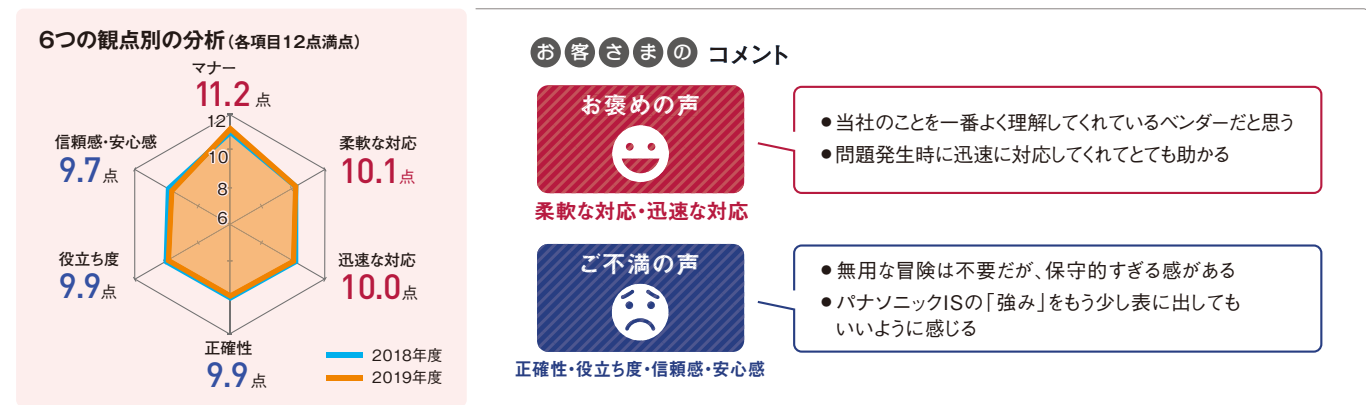 6つの観点別の分析(各項目12点満点)
マナー
11.2点
信頼感・安心感
9.7点
柔軟な対応
10.1点
12
10
8
6
役立ち度
9.9点
迅速な対応
10.0点
正確性
9.9点
2018年度
2019年度
お客さまの コメント
お褒めの声
柔軟な対応・迅速な対応
●当社のことを一番よく理解してくれているベンダーだと思う
●問題発生時に迅速に対応してくれてとても助かる
ご不満の声
正確性・役立ち度・信頼感・安心感
●無用な冒険は不要だが、保守的すぎる感がある
●パナソニックISの「強み」をもう少し表に出しても
いいように感じる